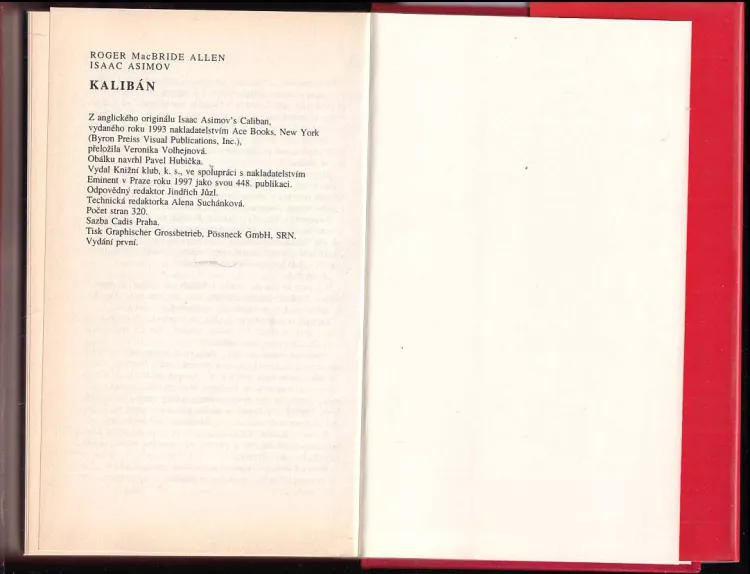 ROGER MacBRIDE ALLEN
ISAAC ASIMOV
KALIBÁN
Z anglického originálu Isaac Asimov's Caliban,
vydaného roku 1993 nakladatelstvím Ace Books, New York
(Byron Preiss Visual Publications, Inc.),
přeložila Veronika Volhejnová.
Obálku navrhl Pavel Hubička.
Vydal Knižní klub, k. s., ve spolupráci s nakladatelstvím
Eminent v Praze roku 1997 jako svou 448. publikaci.
Odpovědný redaktor Jindřich Jůzl.
Technická redaktorka Alena Suchánková.
Počet stran 320.
Sazba Cadis Praha.
Tisk Graphischer Grossbetrieb, Pössneck GmbH, SRN.
Vydání první.